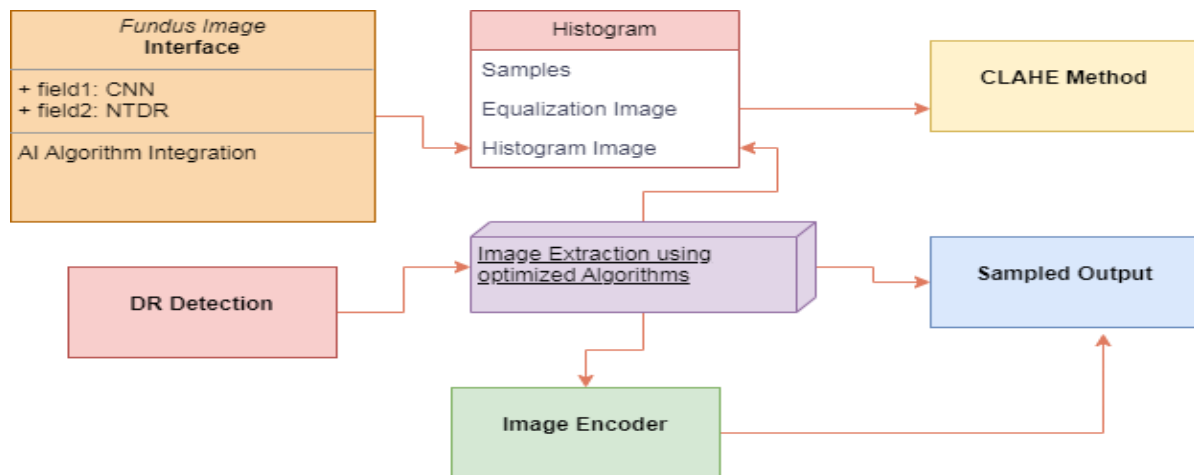 Fundus Image
Interface
+ field1: CNN
+ field2: NTDR
AI Algorithm Integration
Histogram
Samples
Equalization Image
Histogram Image
CLAHE Method
DR Detection
Image Extraction using
optimized Algorithms
Sampled Output
Image Encoder